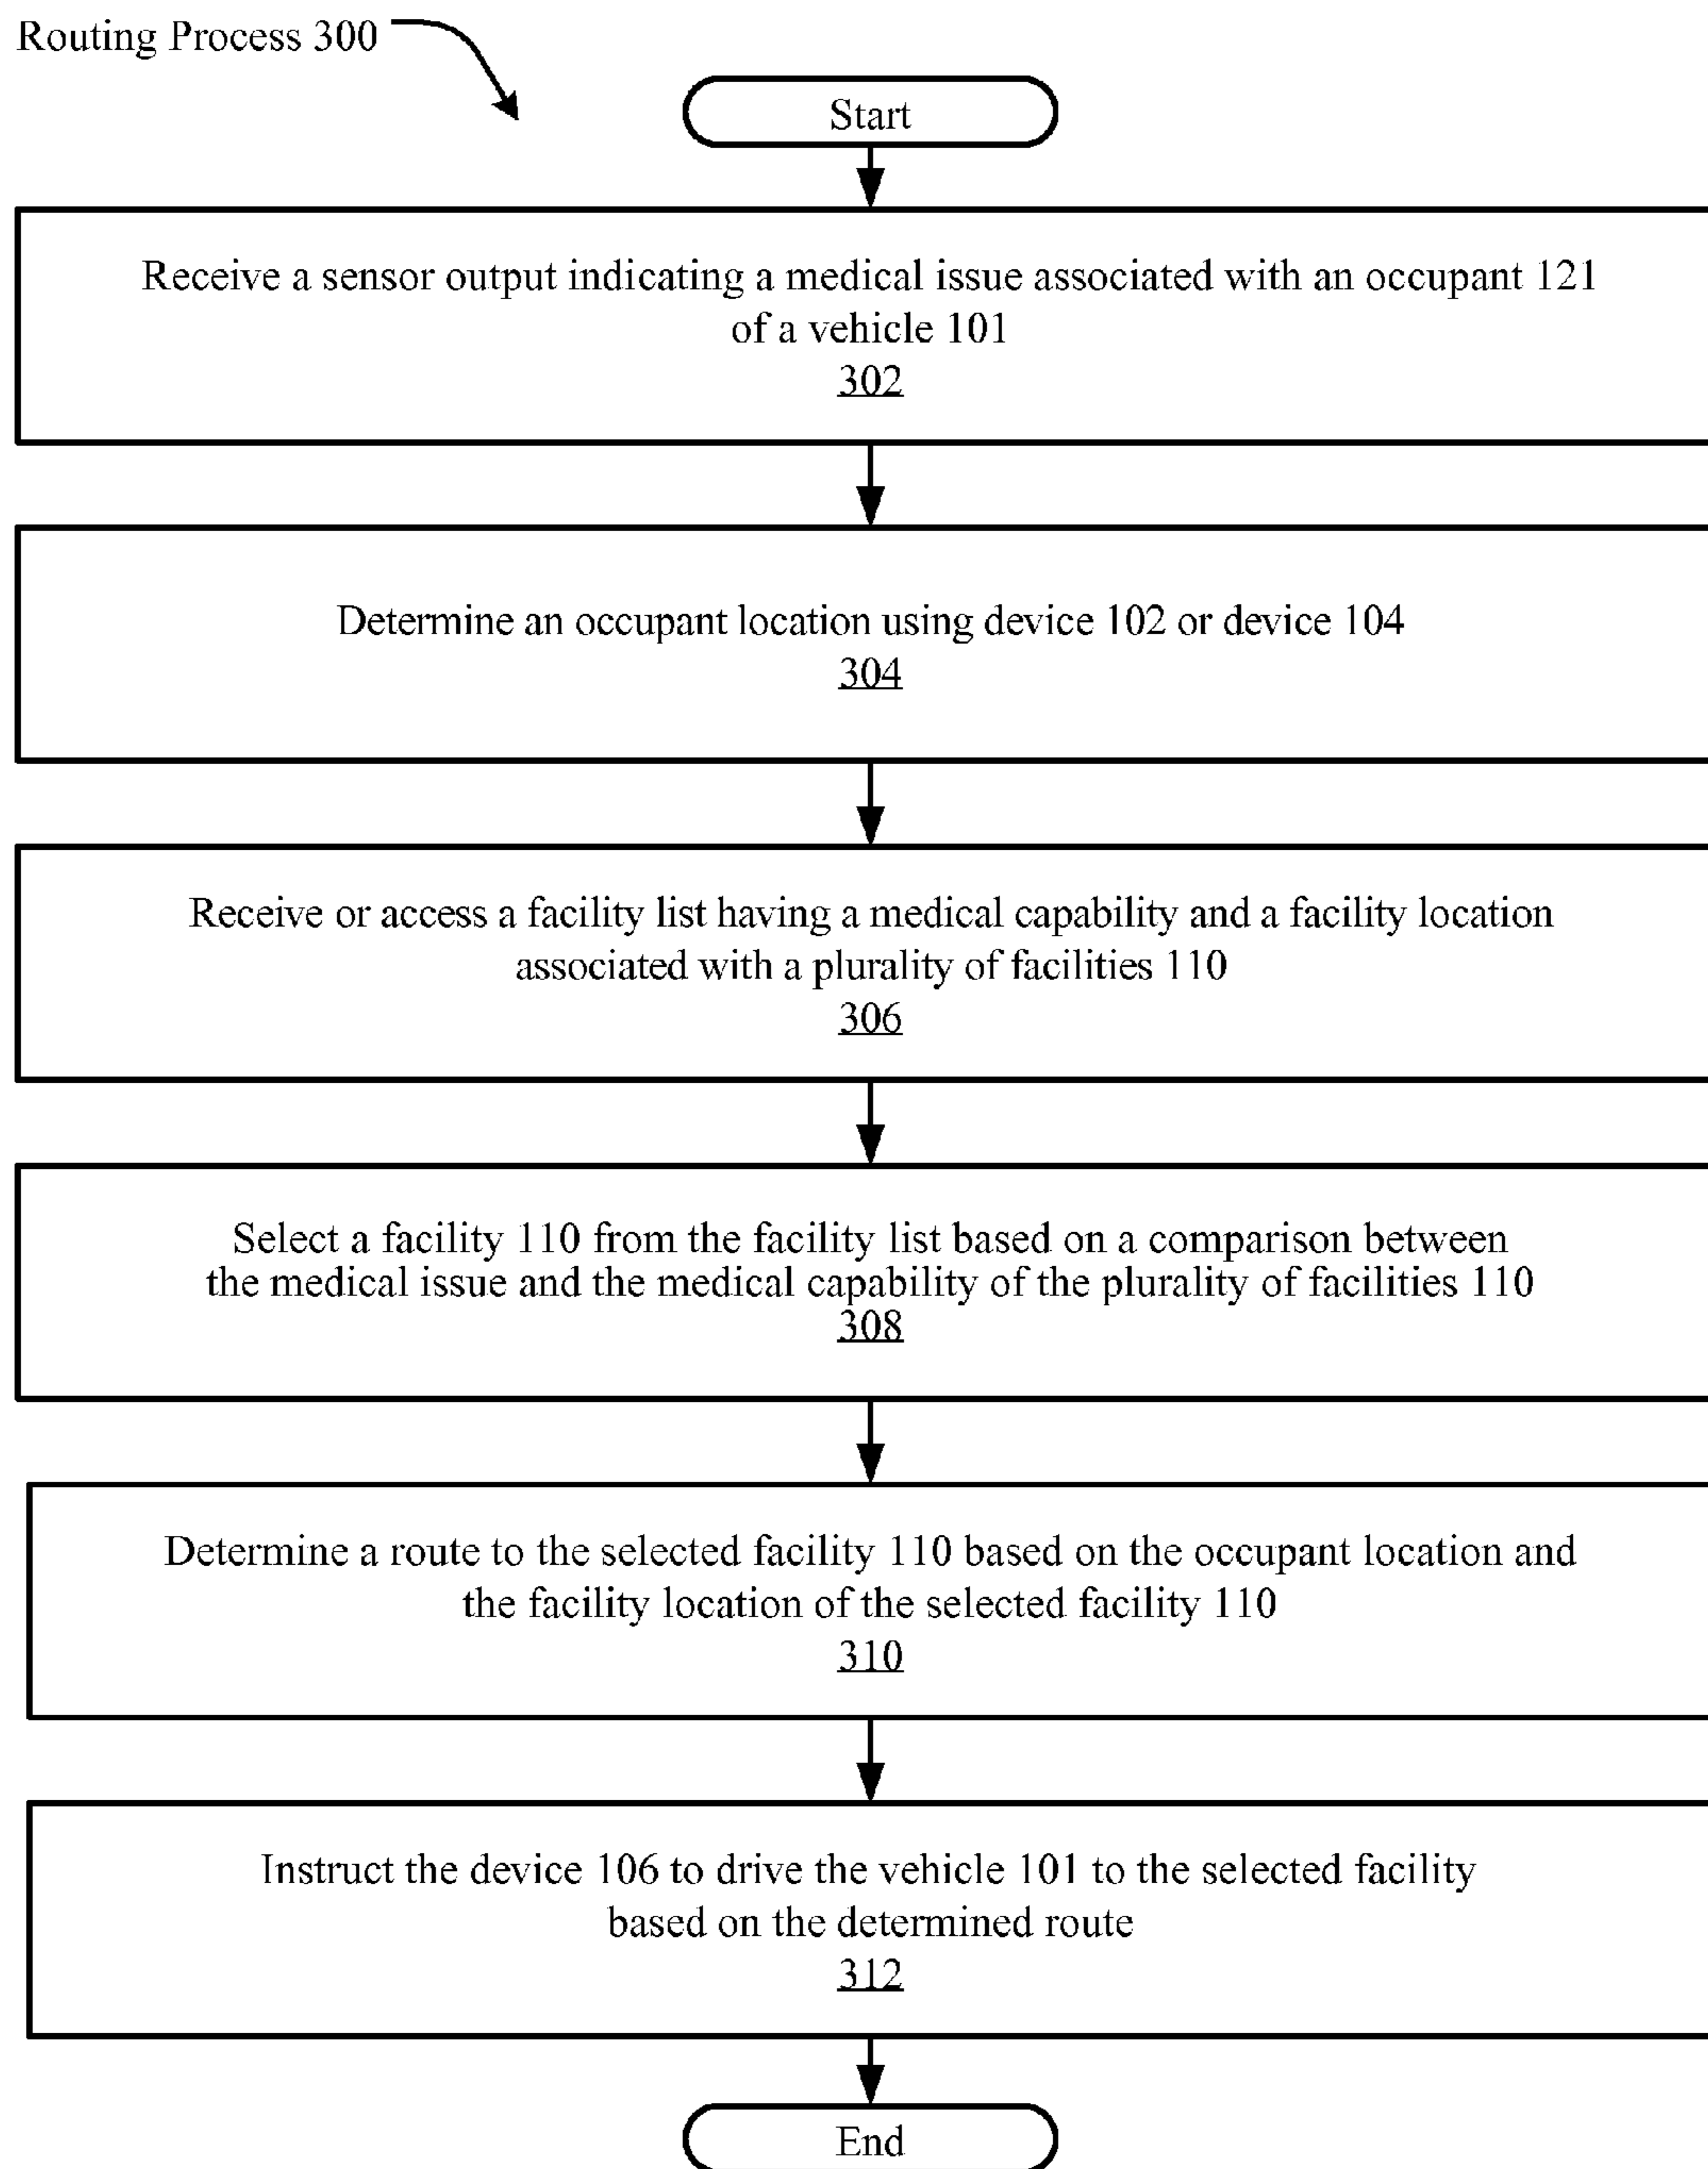 Routing Process 300
Start
Receive a sensor output indicating a medical issue associated with an occupant 121
of a vehicle 101
302
Determine an occupant location using device 102 or device 104
304
Receive or access a facility list having a medical capability and a facility location
associated with a plurality of facilities 110
306
Select a facility 110 from the facility list based on a comparison between
the medical issue and the medical capability of the plurality of facilities 110
308
Determine a route to the selected facility 110 based on the occupant location and
the facility location of the selected facility 110
310
Instruct the device 106 to drive the vehicle 101 to the selected facility
based on the determined route
312
End